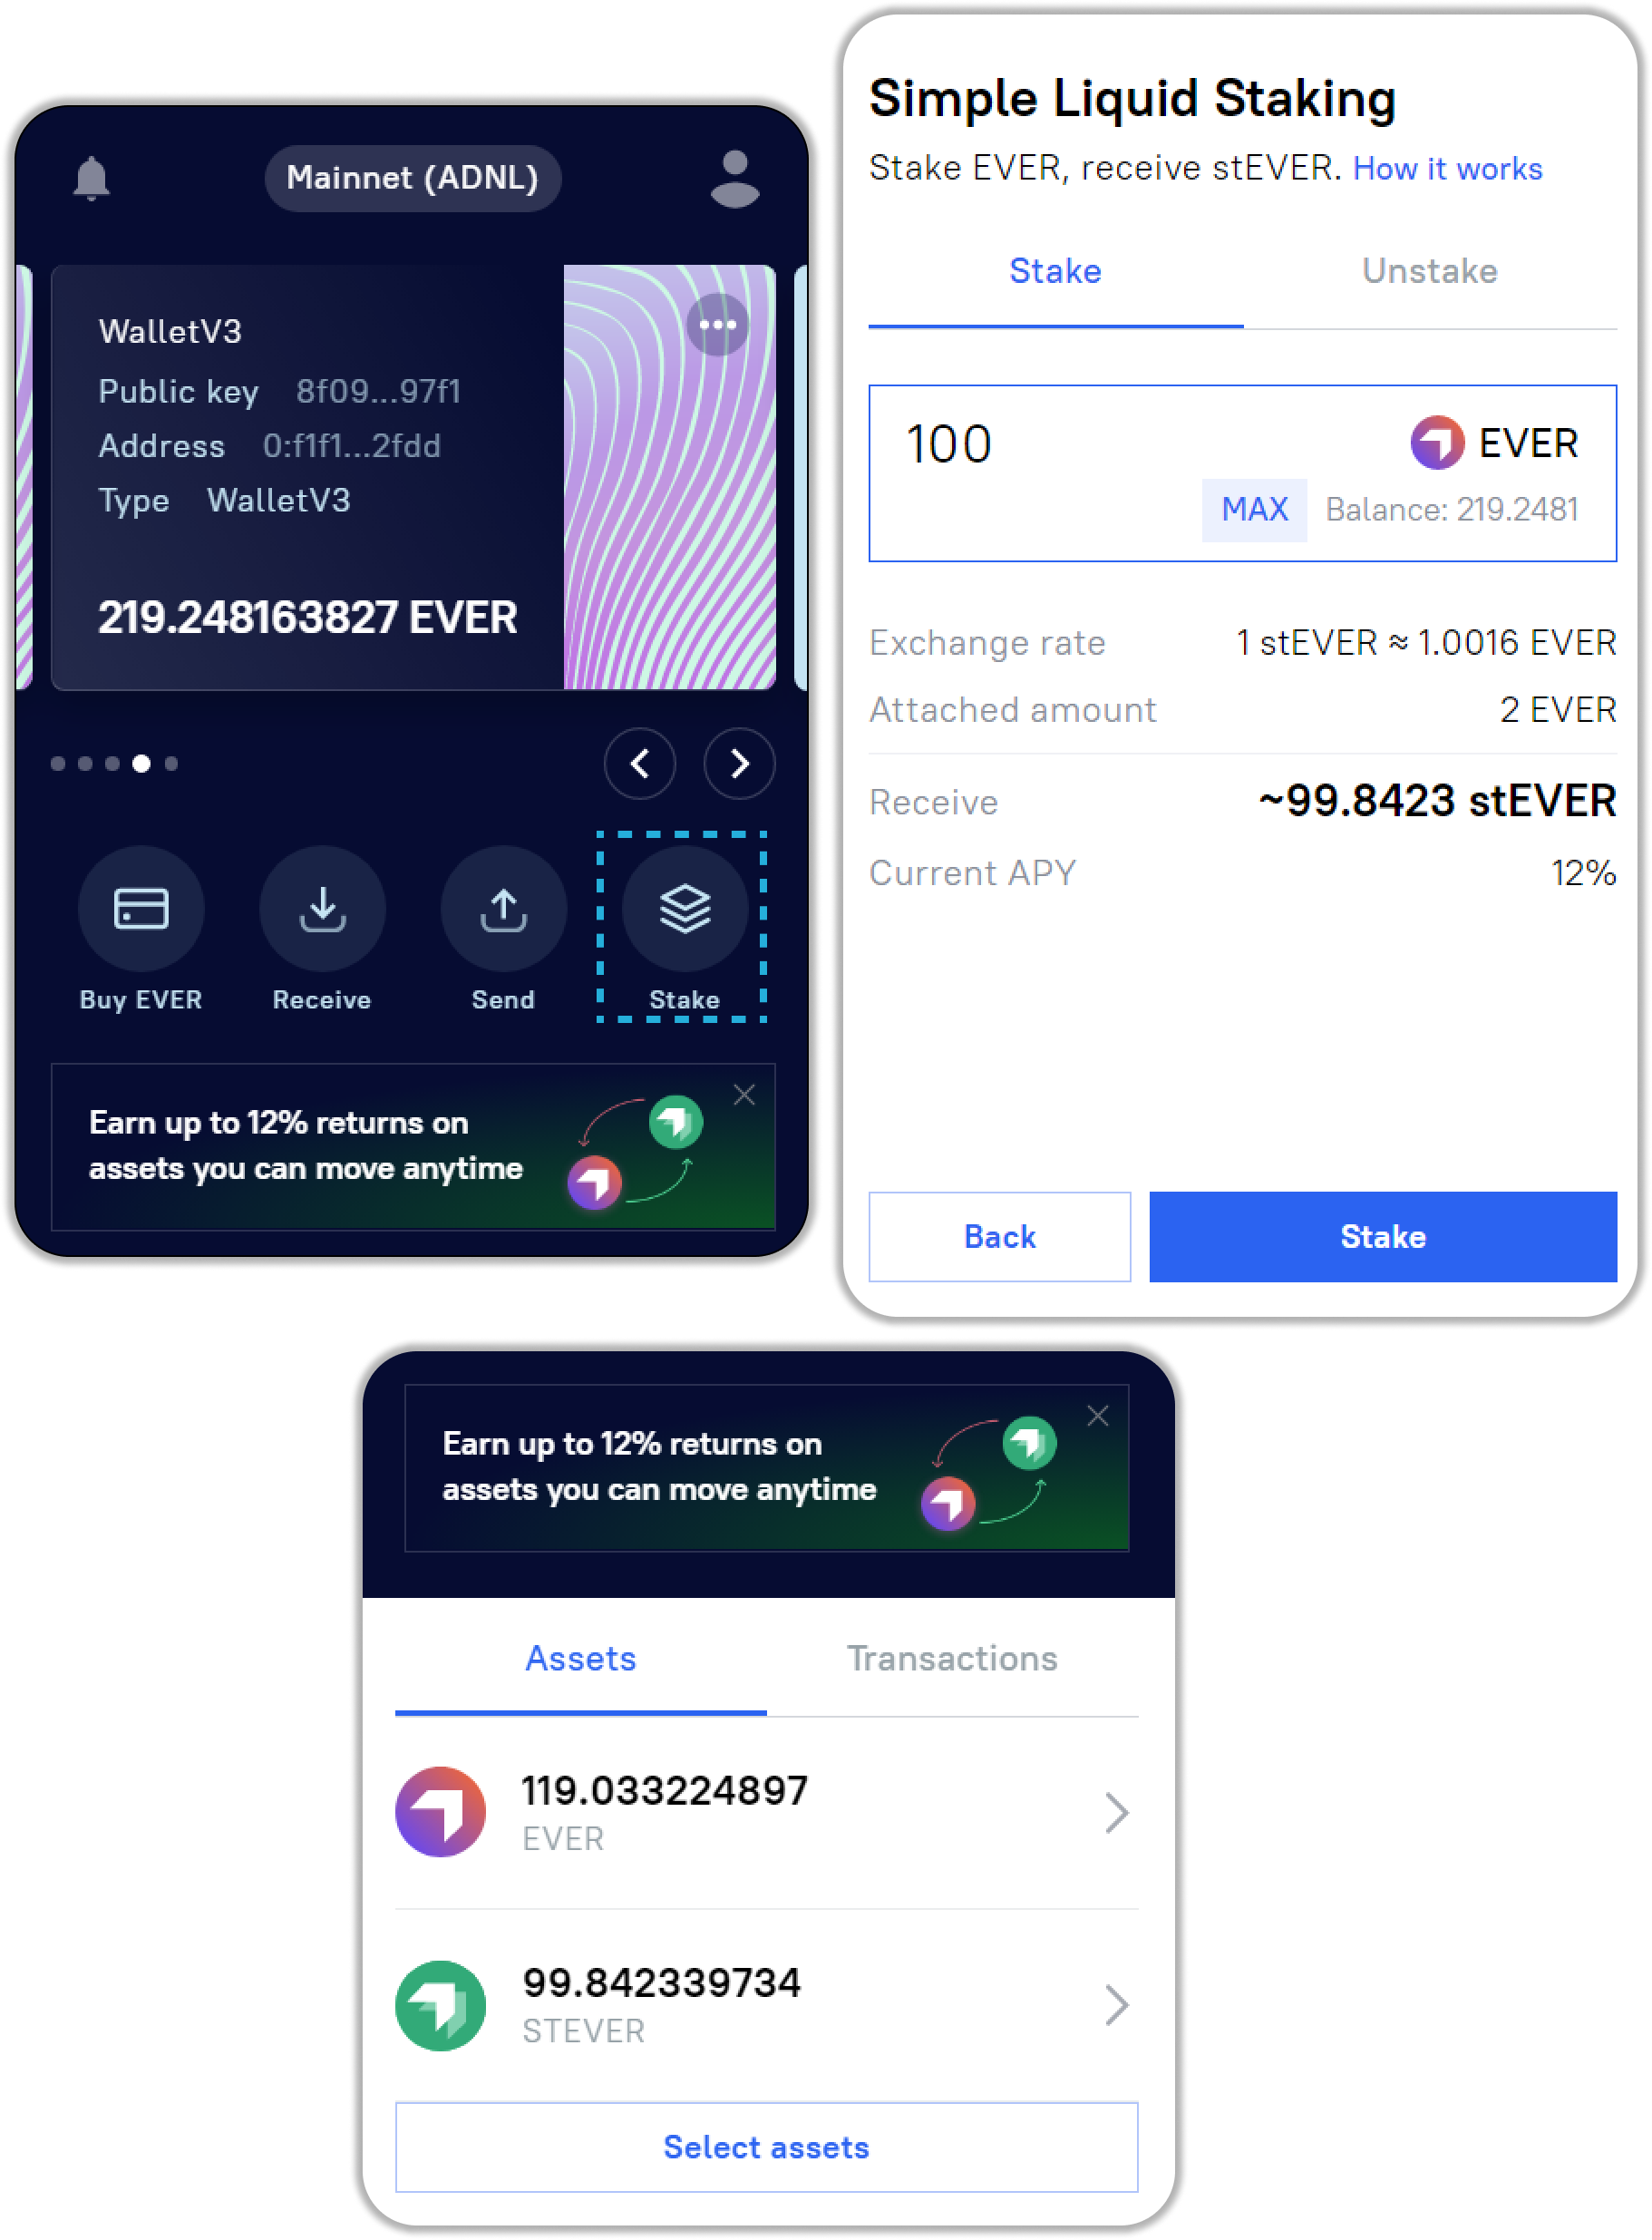 Mainnet (ADNL)
WalletV3
Public key 8f09...97f1
Address 0:f1f1...2fdd
Type WalletV3
219.248163827 EVER
Buy EVER Receive Send Stake
Earn up to 12% returns on
assets you can move anytime
Simple Liquid Staking
Stake EVER, receive stEVER. How it works
Stake Unstake
100 EVER
MAX Balance: 219.2481
Exchange rate 1 stEVER ≈ 1.0016 EVER
Attached amount 2 EVER
Receive ~99.8423 stEVER
Current APY 12%
Back Stake
Earn up to 12% returns on
assets you can move anytime
Assets Transactions
119.033224897
EVER
99.842339734
STEVER
Select assets